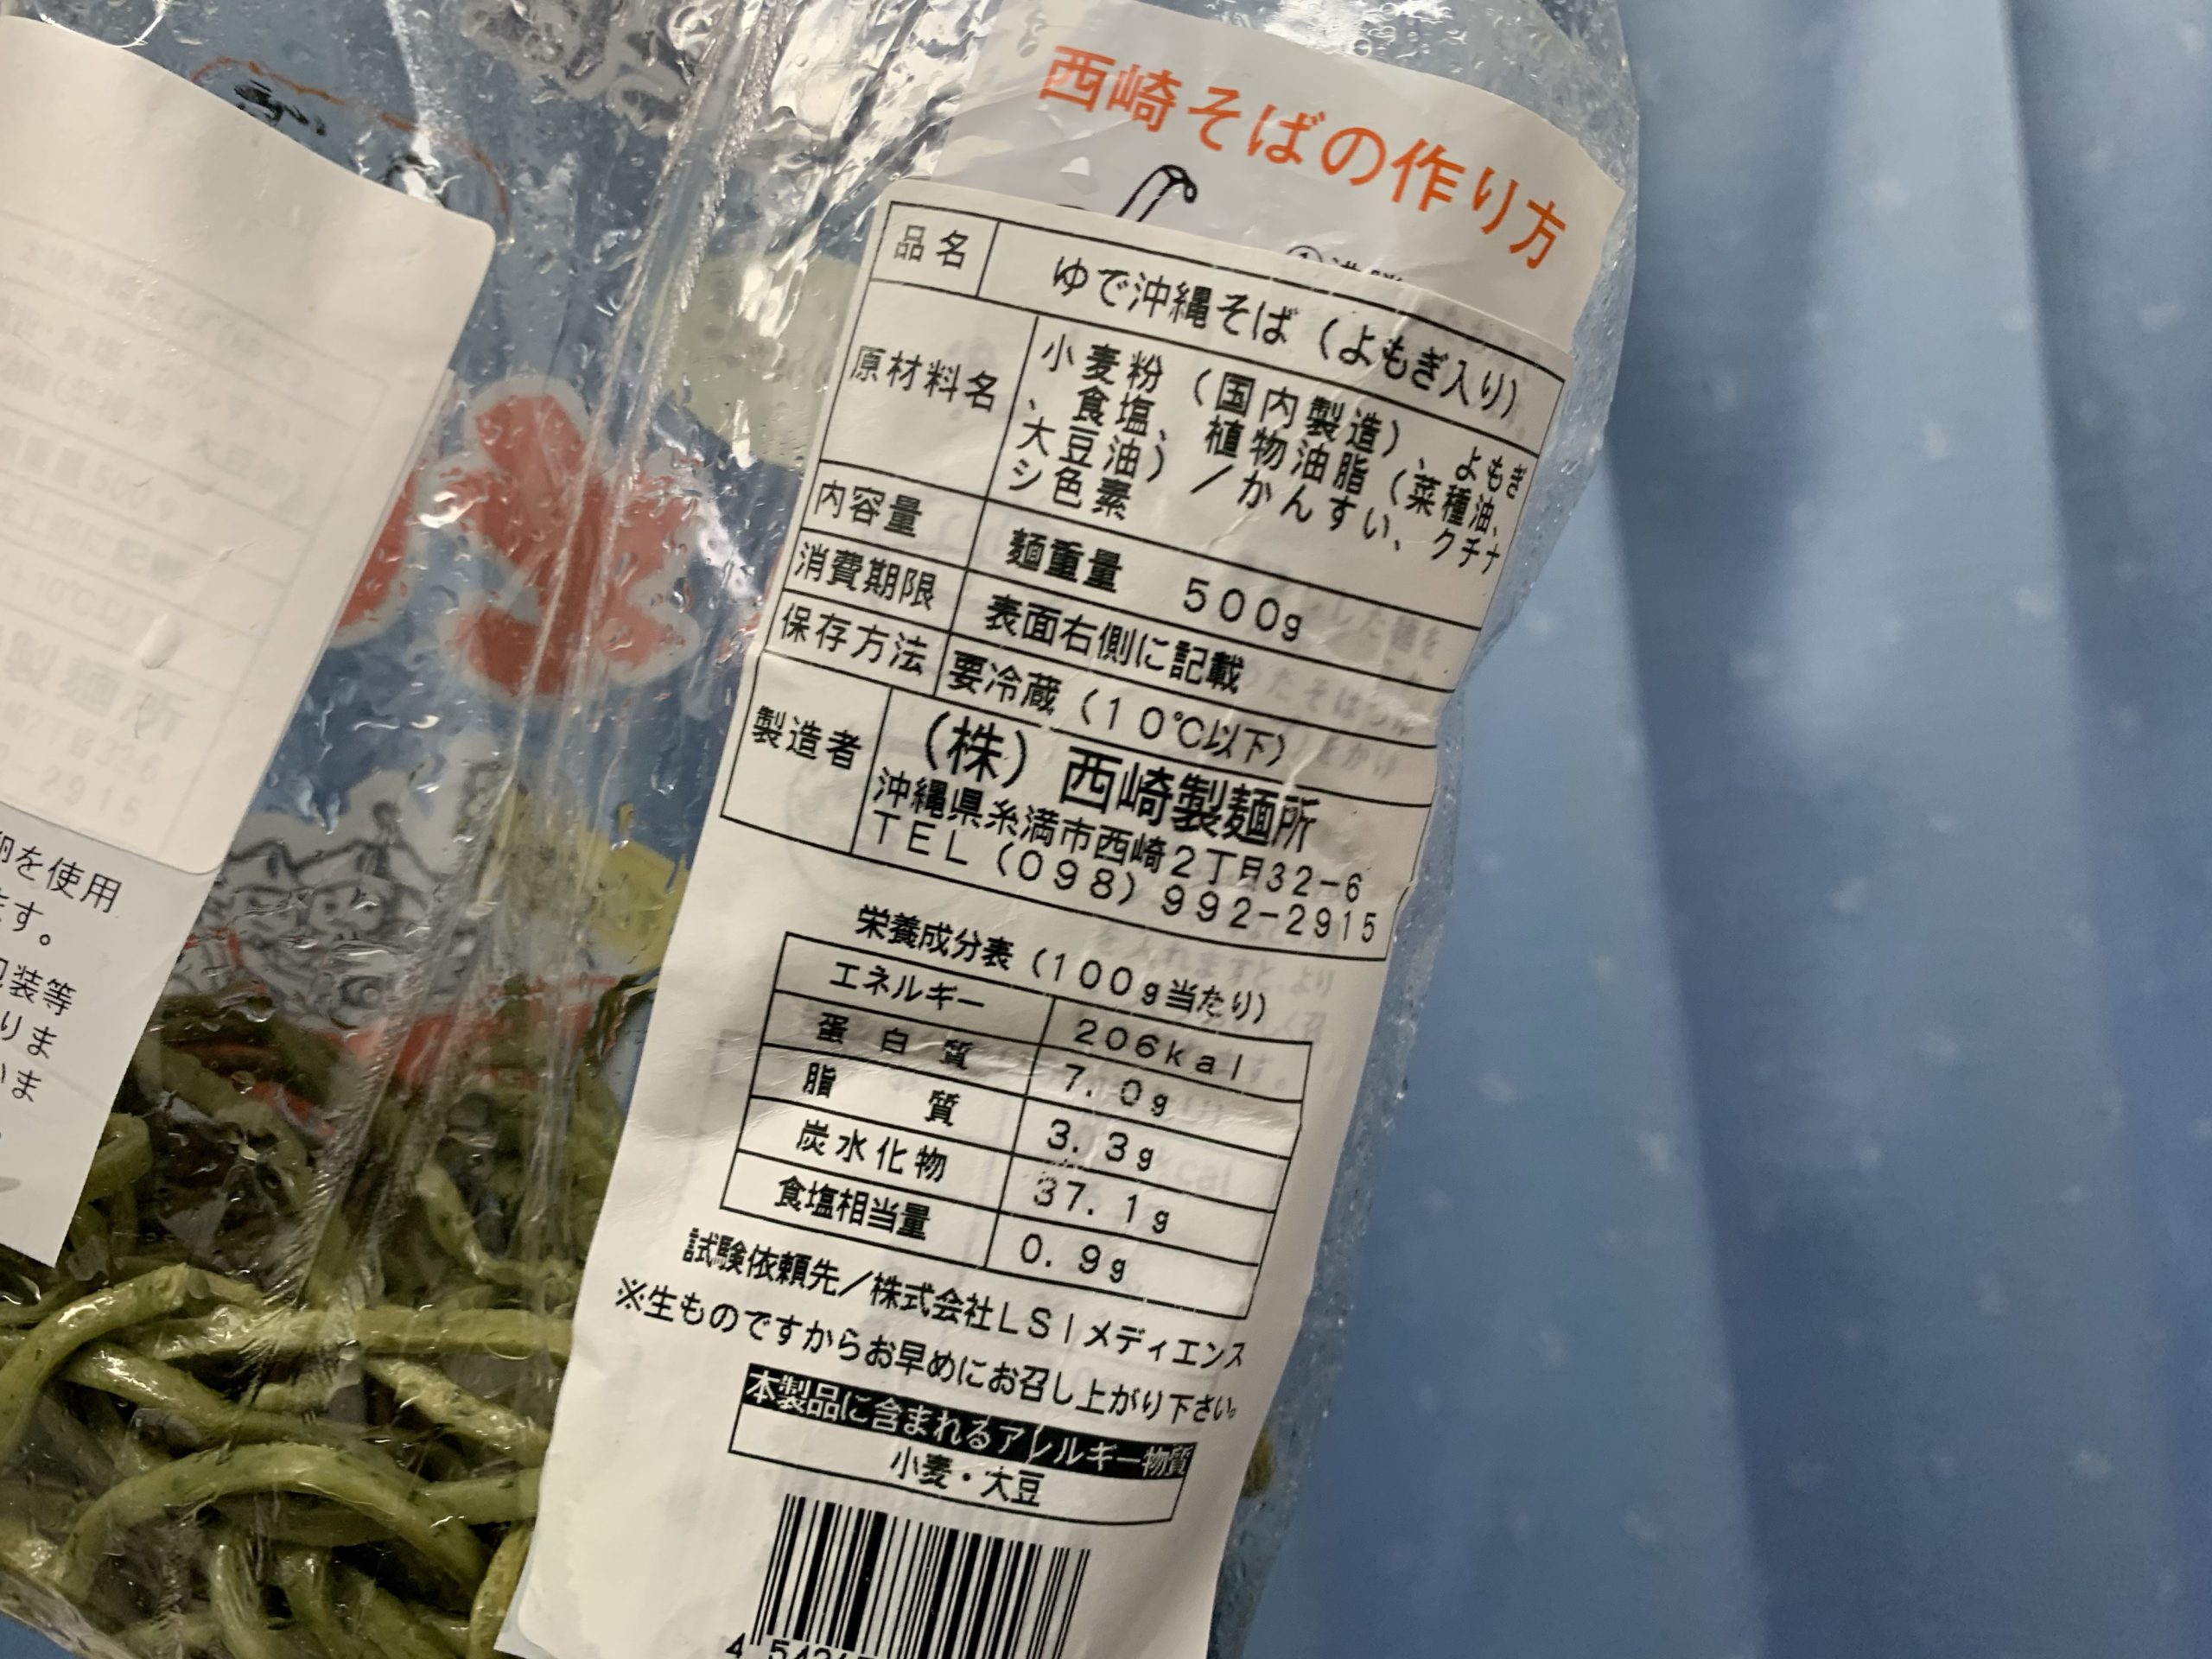 西崎そばの作り方
品名 ゆで沖縄そば（よもぎ入り）
原材料名 小麦粉（国内製造）、よもぎ
、食塩、植物油脂（菜種油、
大豆油）／かんすい、クチナ
シ色素
内容量 麺重量 500g
消費期限 表面右側に記載
保存方法 要冷蔵（10℃以下）
製造者 （株）西崎製麺所
沖縄県糸満市西崎2丁目32-6
TEL（098）992-2915
栄養成分表（100g当たり）
エネルギー 206kal
蛋白質 7.0g
脂質 3.3g
炭水化物 37.1g
食塩相当量 0.9g
試験依頼先／株式会社LSIメディエンス
※生ものですからお早めにお召し上がり下さい。
本製品に含まれるアレルギー物質
小麦・大豆
製麺所
-2915
卵を使用
ます。
包装等
りま
いま